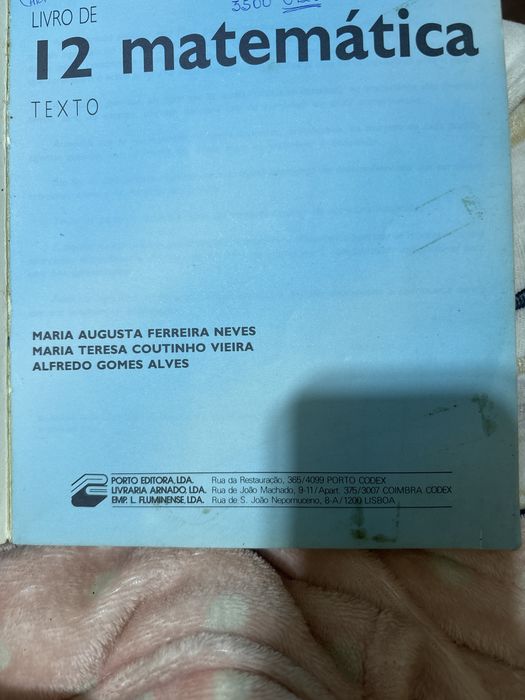 LIVRO DE
3500
12 matemática
TEXTO
MARIA AUGUSTA FERREIRA NEVES
MARIA TERESA COUTINHO VIEIRA
ALFREDO GOMES ALVES
PORTO EDITORA, LDA. Rua da Restauração, 365/4099 PORTO CODEX
LIVRARIA ARNADO, LDA. Rua de João Machado, 9-11/Apart. 375/3007 COIMBRA CODEX
EMP. L. FLUMINENSE, LDA. Rua de S. João Nepomuceno, 8-A/1200 LISBOA